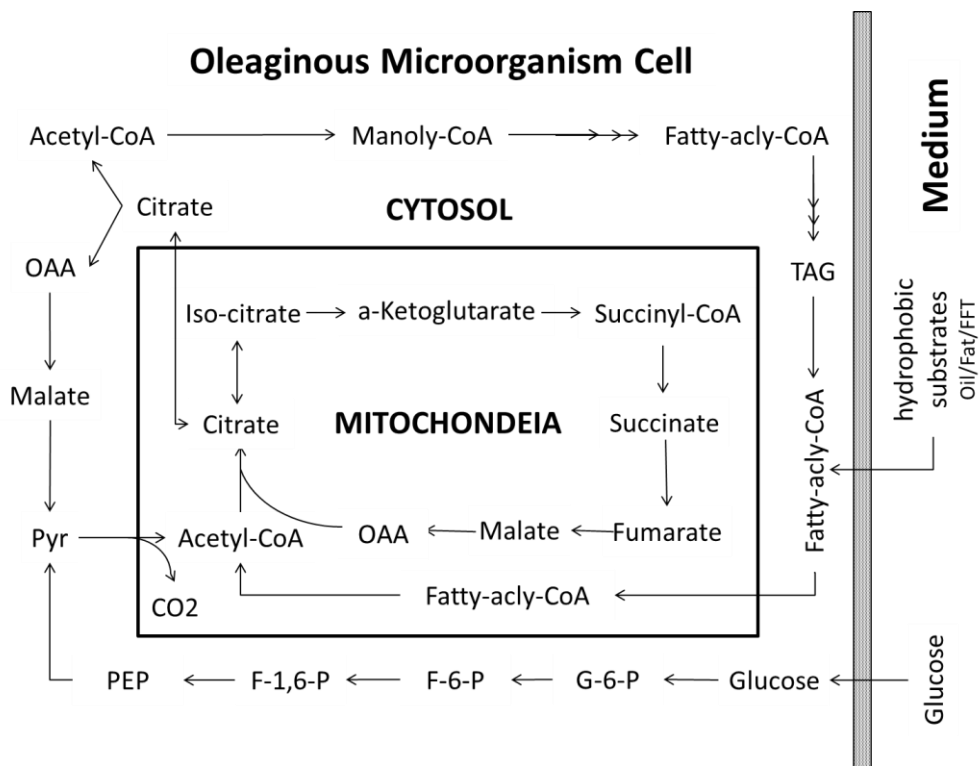 Oleaginous Microorganism Cell
Medium
Acetyl-CoA
Manoly-CoA
Fatty-acly-CoA
Citrate
CYTOSOL
OAA
TAG
Iso-citrate
a-Ketoglutarate
Succinyl-CoA
hydrophobic
substrates
Oil/Fat/FFT
Malate
Citrate
MITOCHONDEIA
Succinate
Fatty-acly-CoA
Pyr
Acetyl-CoA
OAA
Malate
Fumarate
CO2
Fatty-acly-CoA
PEP
F-1,6-P
F-6-P
G-6-P
Glucose
Glucose